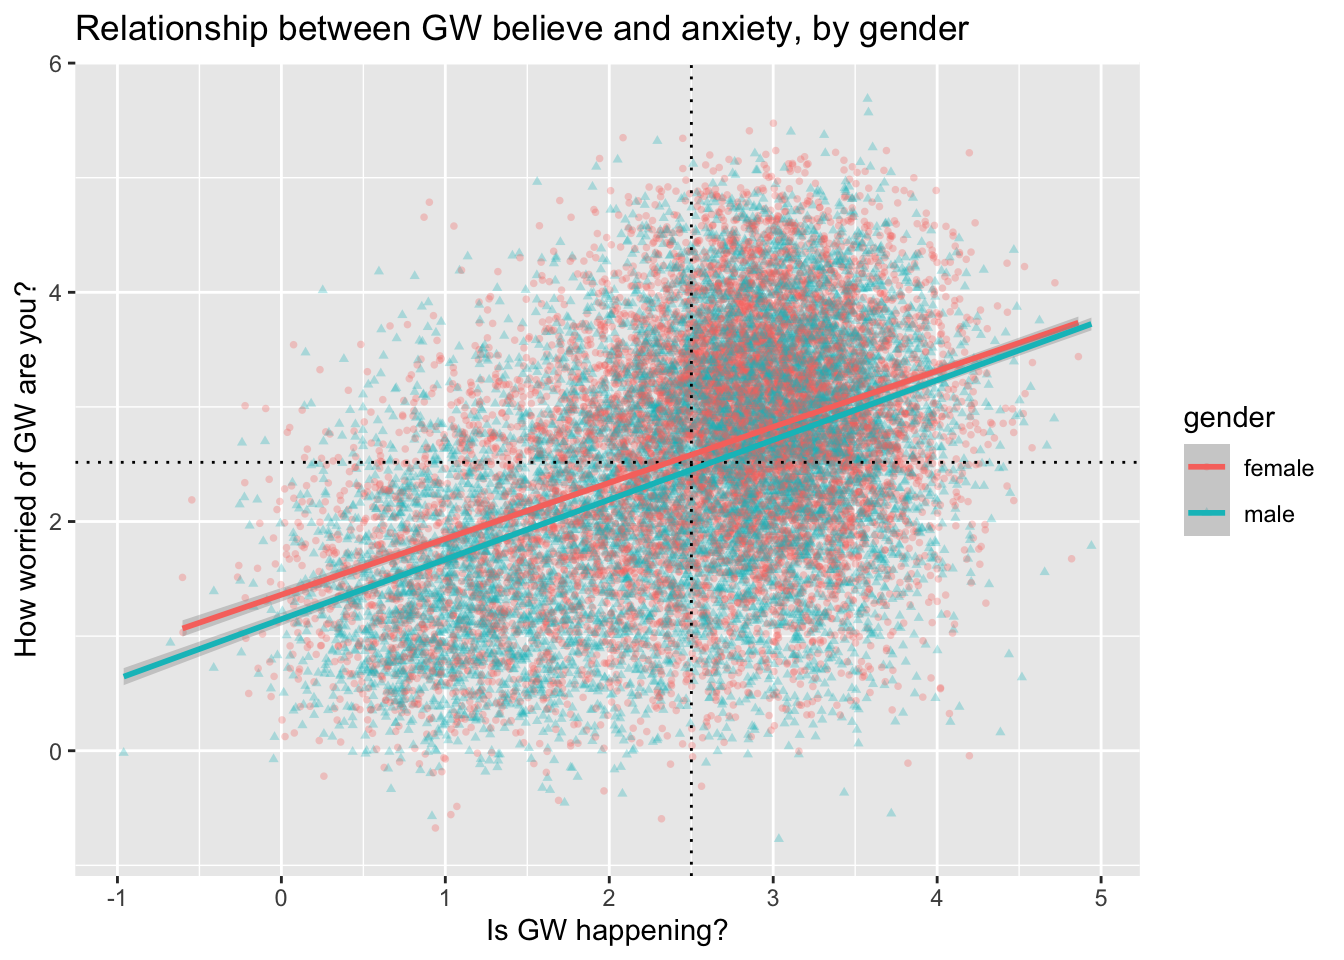 Relationship between GW believe and anxiety, by gender
6
4
2
0
How worried of GW are you?
-1 0 1 2 3 4 5
Is GW happening?
gender
female
male